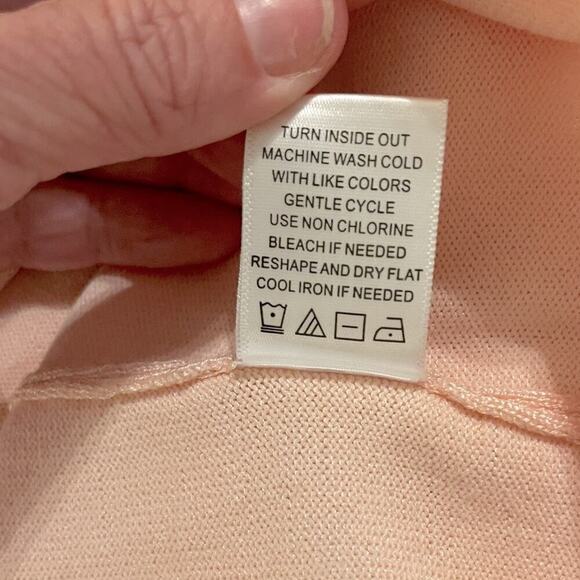 TURN INSIDE OUT
MACHINE WASH COLD
WITH LIKE COLORS
GENTLE CYCLE
USE NON CHLORINE
BLEACH IF NEEDED
RESHAPE AND DRY FLAT
COOL IRON IF NEEDED